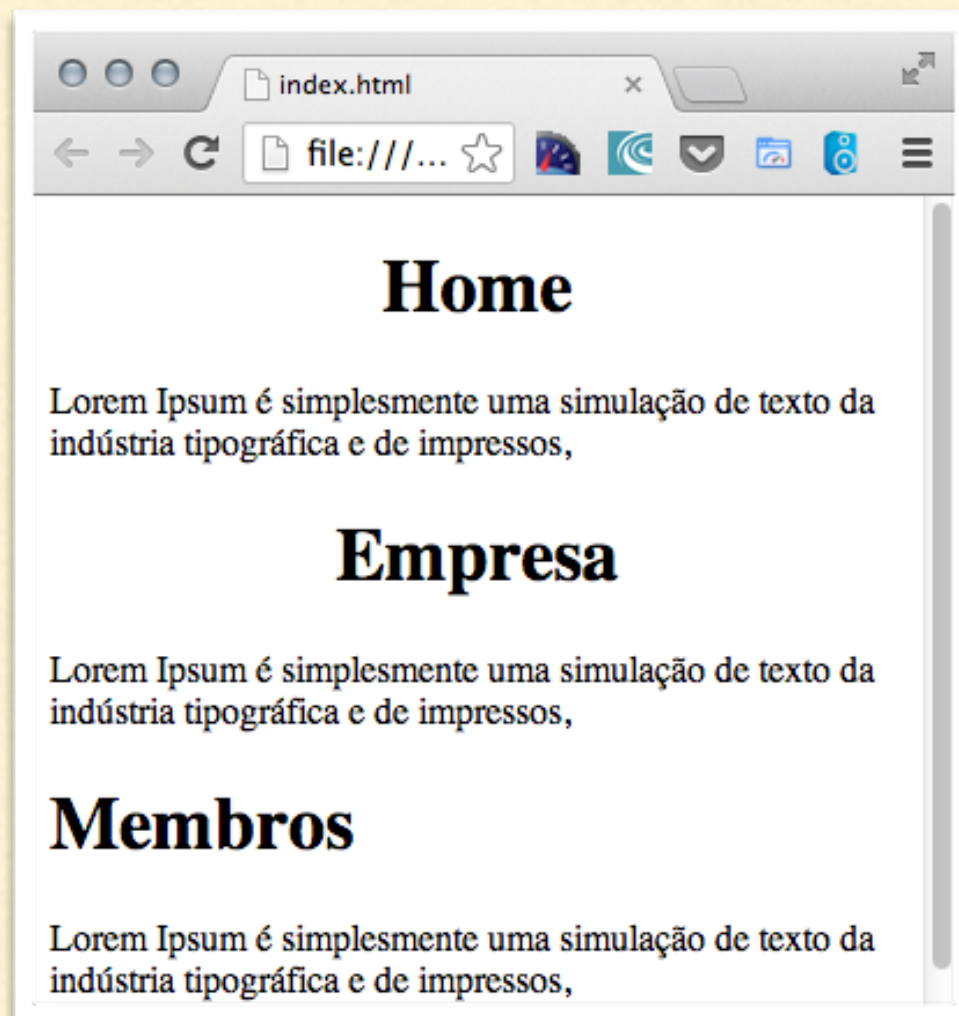 index.html
file:///...
Home
Lorem Ipsum é simplesmente uma simulação de texto da
indústria tipográfica e de impressos,
Empresa
Lorem Ipsum é simplesmente uma simulação de texto da
indústria tipográfica e de impressos,
Membros
Lorem Ipsum é simplesmente uma simulação de texto da
indústria tipográfica e de impressos,